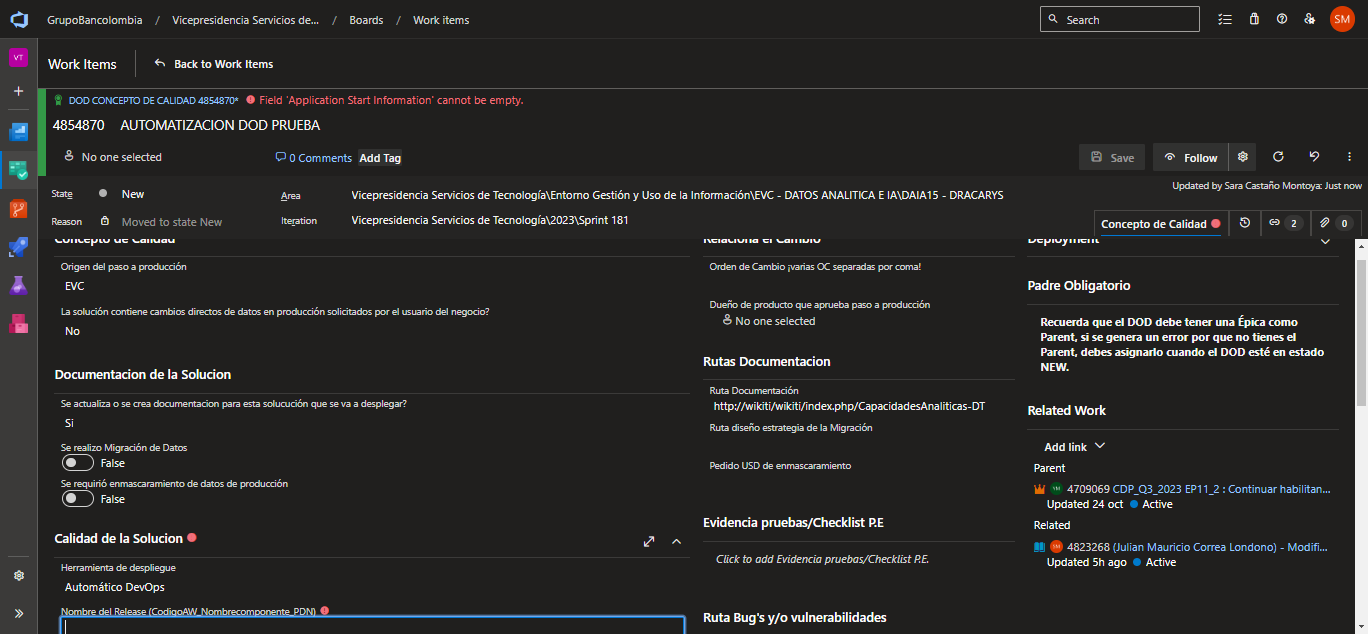 GrupoBancolombia / Vicepresidencia Servicios de... / Boards / Work items
Search
SM
VT
Work Items
Back to Work Items
DOD CONCEPTO DE CALIDAD 4854870* Field 'Application Start Information' cannot be empty.
4854870 AUTOMATIZACION DOD PRUEBA
No one selected
0 Comments
Add Tag
Save
Follow
State
New
Area
Vicepresidencia Servicios de Tecnología\Entorno Gestión y Uso de la Información\EVC - DATOS ANALITICA E IA\DAIA15 - DRACARYS
Updated by Sara Castaño Montoya: Just now
Reason
Moved to state New
Iteration
Vicepresidencia Servicios de Tecnología\2023\Sprint 181
Concepto de Calidad
2
0
Concepto de Calidad
Origen del paso a producción
EVC
La solución contiene cambios directos de datos en producción solicitados por el usuario del negocio?
No
Documentacion de la Solucion
Se actualiza o se crea documentacion para esta solucución que se va a desplegar?
Si
Se realizo Migración de Datos
False
Se requirió enmascaramiento de datos de producción
False
Calidad de la Solucion
Herramienta de despliegue
Automático DevOps
Nombre del Release (CodigoAW_Nombrecomponente_PDN)
Relaciona el Cambio
Orden de Cambio ¡varias OC separadas por coma!
Dueño de producto que aprueba paso a producción
No one selected
Rutas Documentacion
Ruta Documentación
http://wikiti/wikiti/index.php/CapacidadesAnaliticas-DT
Ruta diseño estrategia de la Migración
Pedido USD de enmascaramiento
Evidencia pruebas/Checklist P.E
Click to add Evidencia pruebas/Checklist P.E.
Ruta Bug's y/o vulnerabilidades
Deployment
Padre Obligatorio
Recuerda que el DOD debe tener una Épica como
Parent, si se genera un error por que no tienes el
Parent, debes asignarlo cuando el DOD esté en estado
NEW.
Related Work
Add link
Parent
YM 4709069 CDP_Q3_2023 EP11_2 : Continuar habilitan...
Updated 24 oct Active
Related
SM 4823268 (Julian Mauricio Correa Londono) - Modifi...
Updated 5h ago Active